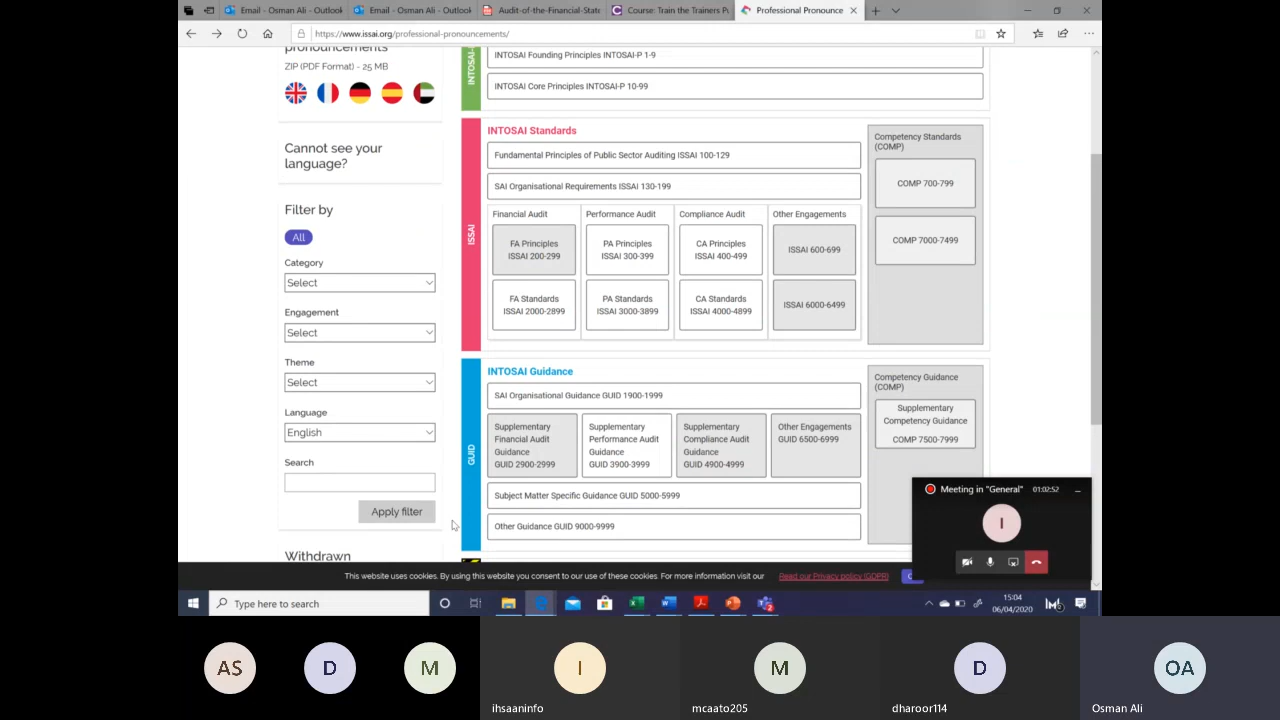 Email - Osman Ali - Outlook
Email - Osman Ali - Outlook
Audit-of-the-Financial-State
Course: Train the Trainers Pu
Professional Pronounce
https://www.issai.org/professional-pronouncements/
pronouncements
ZIP (PDF Format) - 25 MB
Cannot see your
language?
Filter by
All
Category
Select
Engagement
Select
Theme
Select
Language
English
Search
Apply filter
Withdrawn
INTOSAI Founding Principles INTOSAI-P 1-9
INTOSAI Core Principles INTOSAI-P 10-99
ISSAI
INTOSAI Standards
Fundamental Principles of Public Sector Auditing ISSAI 100-129
SAI Organisational Requirements ISSAI 130-199
Financial Audit
FA Principles
ISSAI 200-299
FA Standards
ISSAI 2000-2899
Performance Audit
PA Principles
ISSAI 300-399
PA Standards
ISSAI 3000-3899
Compliance Audit
CA Principles
ISSAI 400-499
CA Standards
ISSAI 4000-4899
Other Engagements
ISSAI 600-699
ISSAI 6000-6499
Competency Standards
(COMP)
COMP 700-799
COMP 7000-7499
GUID
INTOSAI Guidance
SAI Organisational Guidance GUID 1900-1999
Supplementary
Financial Audit
Guidance
GUID 2900-2999
Supplementary
Performance Audit
Guidance
GUID 3900-3999
Supplementary
Compliance Audit
Guidance
GUID 4900-4999
Other Engagements
GUID 6500-6999
Subject Matter Specific Guidance GUID 5000-5999
Other Guidance GUID 9000-9999
Competency Guidance
(COMP)
Supplementary
Competency Guidance
COMP 7500-7999
Meeting in "General"
01:02:52
I
This website uses cookies. By using this website you consent to our use of these cookies. For more information visit our
Read our Privacy policy (GDPR)
Type here to search
15:04
06/04/2020
AS
D
M
I
ihsaaninfo
M
mcaato205
D
dharoor114
OA
Osman Ali